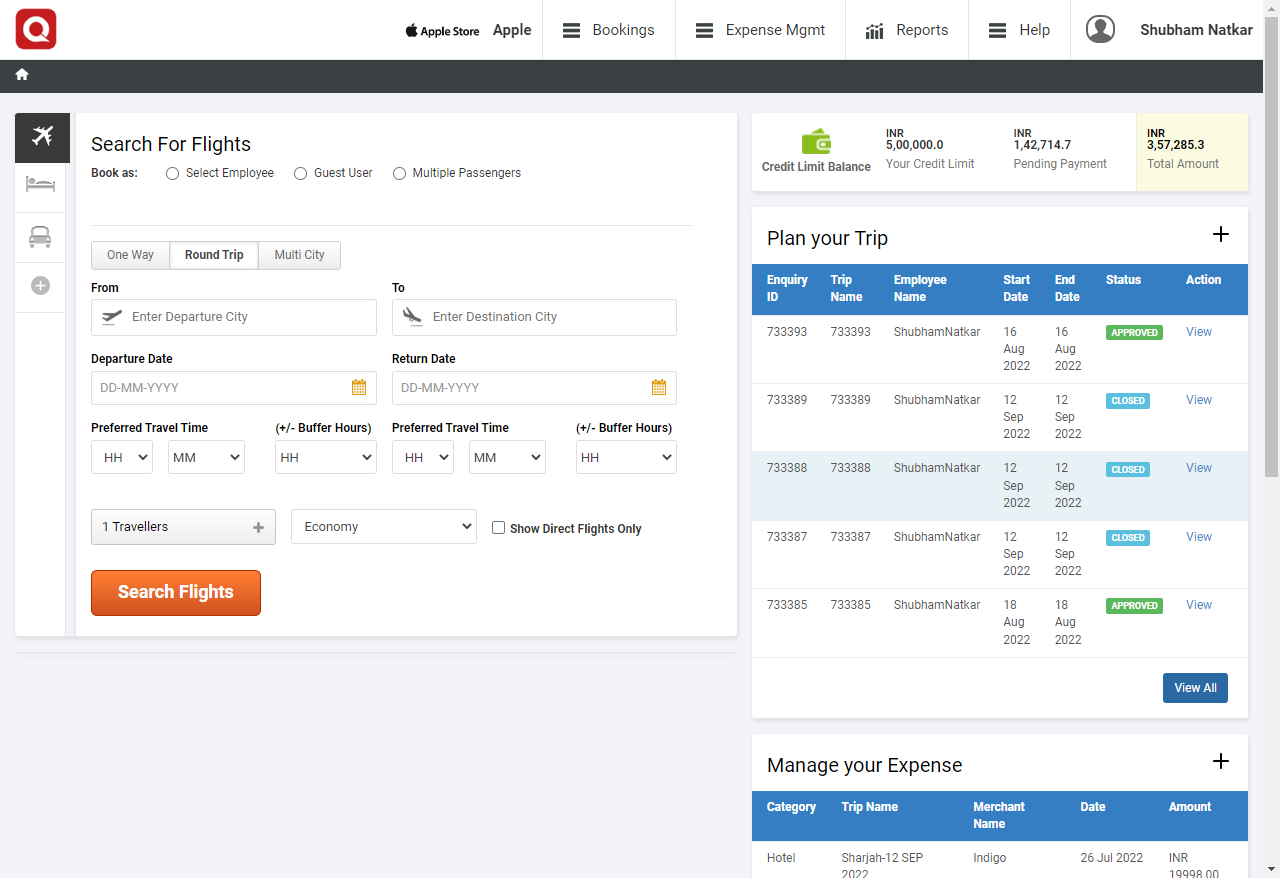 Apple Store Apple
Bookings
Expense Mgmt
Reports
Help
Shubham Natkar
Search For Flights
Book as: Select Employee Guest User Multiple Passengers
One Way Round Trip Multi City
From To
Enter Departure City Enter Destination City
Departure Date Return Date
DD-MM-YYYY DD-MM-YYYY
Preferred Travel Time (+/- Buffer Hours) Preferred Travel Time (+/- Buffer Hours)
HH MM HH HH MM HH
1 Travellers Economy Show Direct Flights Only
Search Flights
Credit Limit Balance
INR
5,00,000.0
Your Credit Limit
INR
1,42,714.7
Pending Payment
INR
3,57,285.3
Total Amount
Plan your Trip
Enquiry ID Trip Name Employee Name Start Date End Date Status Action
733393 733393 ShubhamNatkar 16 Aug 2022 16 Aug 2022 APPROVED View
733389 733389 ShubhamNatkar 12 Sep 2022 12 Sep 2022 CLOSED View
733388 733388 ShubhamNatkar 12 Sep 2022 12 Sep 2022 CLOSED View
733387 733387 ShubhamNatkar 12 Sep 2022 12 Sep 2022 CLOSED View
733385 733385 ShubhamNatkar 18 Aug 2022 18 Aug 2022 APPROVED View
View All
Manage your Expense
Category Trip Name Merchant Name Date Amount
Hotel Sharjah-12 SEP 2022 Indigo 26 Jul 2022 INR 19998.00